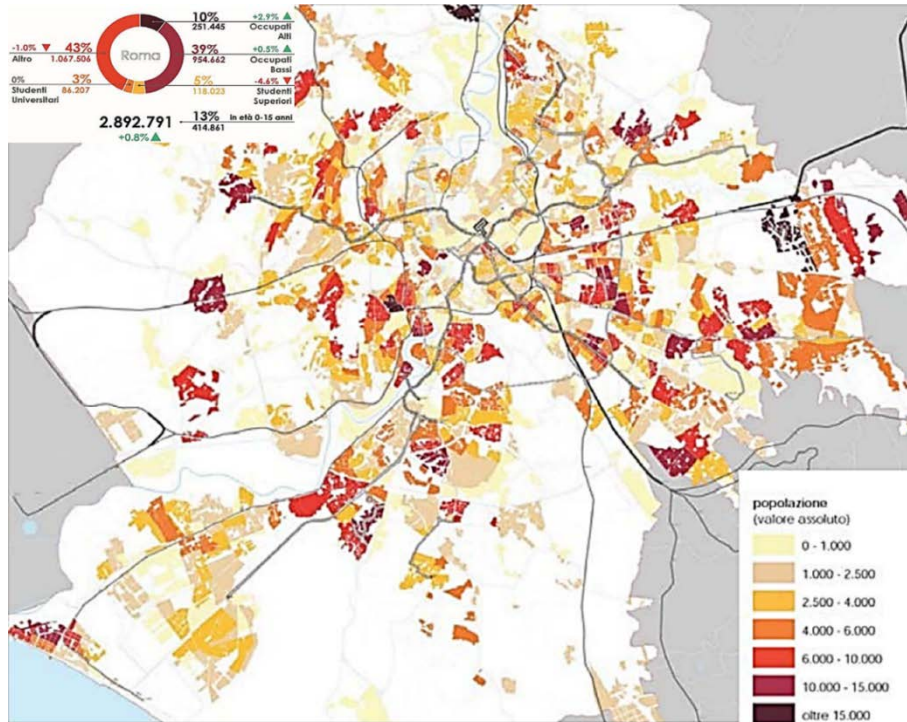 10%
251.445
+2.9%
Occupati
Alti
-1.0%
Altro
43%
1.067.506
Roma
39%
954.662
+0.5%
Occupati
Bassi
0%
Studenti
Universitari
3%
86.207
5%
118.023
-4.6%
Studenti
Superiori
2.892.791
+0.8%
13%
414.861
in età 0-15 anni
popolazione
(valore assoluto)
0 - 1.000
1.000 - 2.500
2.500 - 4.000
4.000 - 6.000
6.000 - 10.000
10.000 - 15.000
oltre 15.000